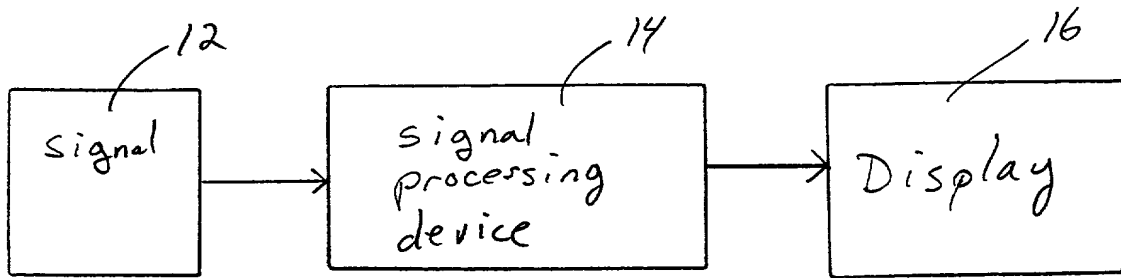 12
14
16
signal
signal
processing
device
Display